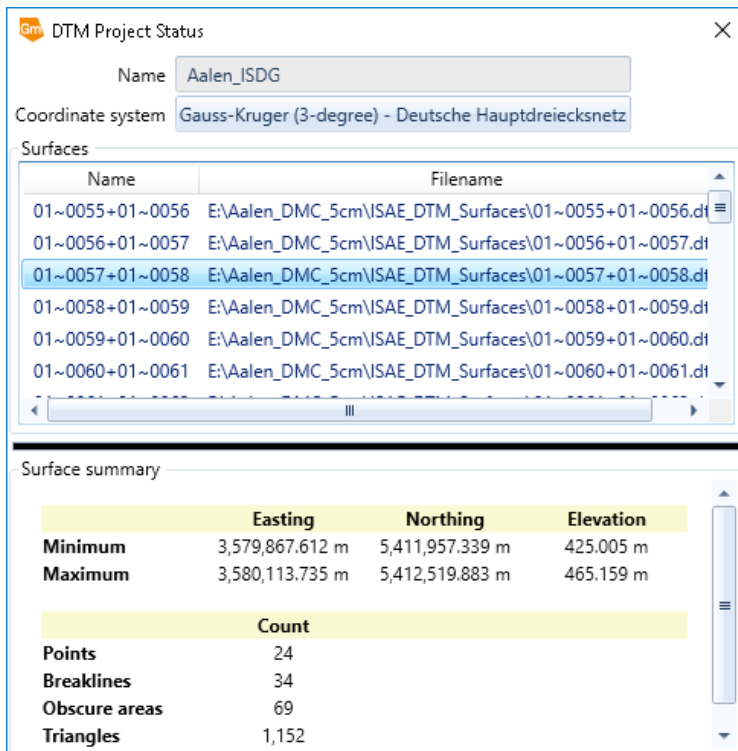 Gm DTM Project Status
Name Aalen_ISDG
Coordinate system Gauss-Kruger (3-degree) - Deutsche Hauptdreiecksnetz
Surfaces
Name Filename
01~0055+01~0056 E:\Aalen_DMC_5cm\ISAE_DTM_Surfaces\01~0055+01~0056.dt
01~0056+01~0057 E:\Aalen_DMC_5cm\ISAE_DTM_Surfaces\01~0056+01~0057.dt
01~0057+01~0058 E:\Aalen_DMC_5cm\ISAE_DTM_Surfaces\01~0057+01~0058.dt
01~0058+01~0059 E:\Aalen_DMC_5cm\ISAE_DTM_Surfaces\01~0058+01~0059.dt
01~0059+01~0060 E:\Aalen_DMC_5cm\ISAE_DTM_Surfaces\01~0059+01~0060.dt
01~0060+01~0061 E:\Aalen_DMC_5cm\ISAE_DTM_Surfaces\01~0060+01~0061.dt
Surface summary
Easting Northing Elevation
Minimum 3,579,867.612 m 5,411,957.339 m 425.005 m
Maximum 3,580,113.735 m 5,412,519.883 m 465.159 m
Count
Points 24
Breaklines 34
Obscure areas 69
Triangles 1,152